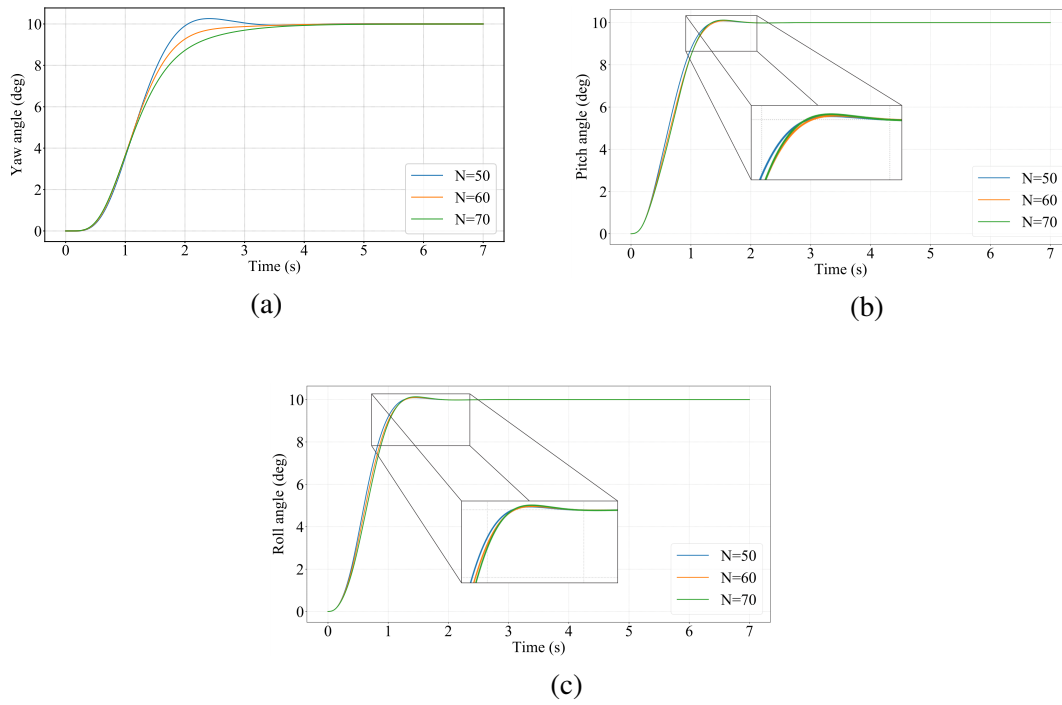 10
8
6
4
2
0
Yaw angle (deg)
N=50
N=60
N=70
0 1 2 3 4 5 6 7
Time (s)
(a)
10
8
6
4
2
0
Pitch angle (deg)
N=50
N=60
N=70
0 1 2 3 4 5 6 7
Time (s)
(b)
10
8
6
4
2
0
Roll angle (deg)
N=50
N=60
N=70
0 1 2 3 4 5 6 7
Time (s)
(c)